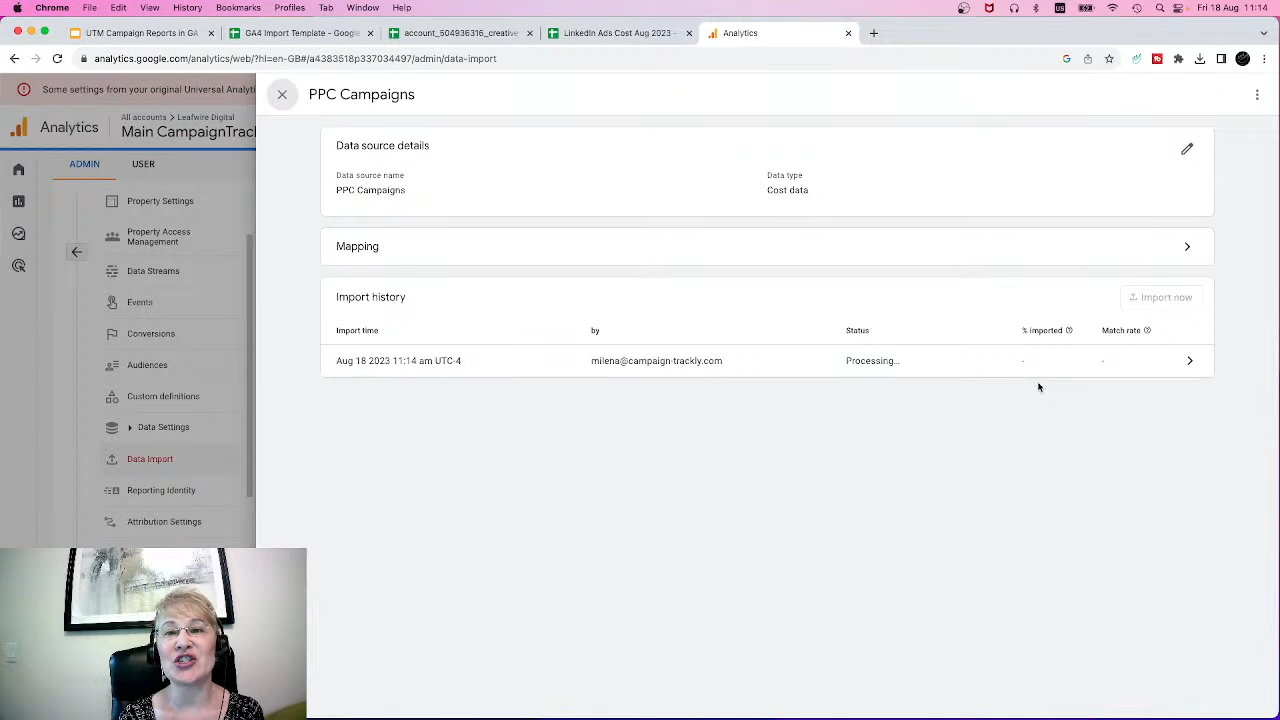 Chrome File Edit View History Bookmarks Profiles Tab Window Help US Fri 18 Aug 11:14
UTM Campaign Reports in GA GA4 Import Template - Google account_504936316_creative LinkedIn Ads Cost Aug 2023 - Analytics
analytics.google.com/analytics/web/?hl=en-GB#/a4383518p337034497/admin/data-import
Some settings from your original Universal Analyti
PPC Campaigns
Analytics
All accounts > Leafwire Digital
Main CampaignTrack
ADMIN USER
Property Settings
Property Access
Management
Data Streams
Events
Conversions
Audiences
Custom definitions
Data Settings
Data Import
Reporting Identity
Attribution Settings
Data source details
Data source name Data type
PPC Campaigns Cost data
Mapping
Import history Import now
Import time by Status % imported Match rate
Aug 18 2023 11:14 am UTC-4 milena@campaign-trackly.com Processing... - -